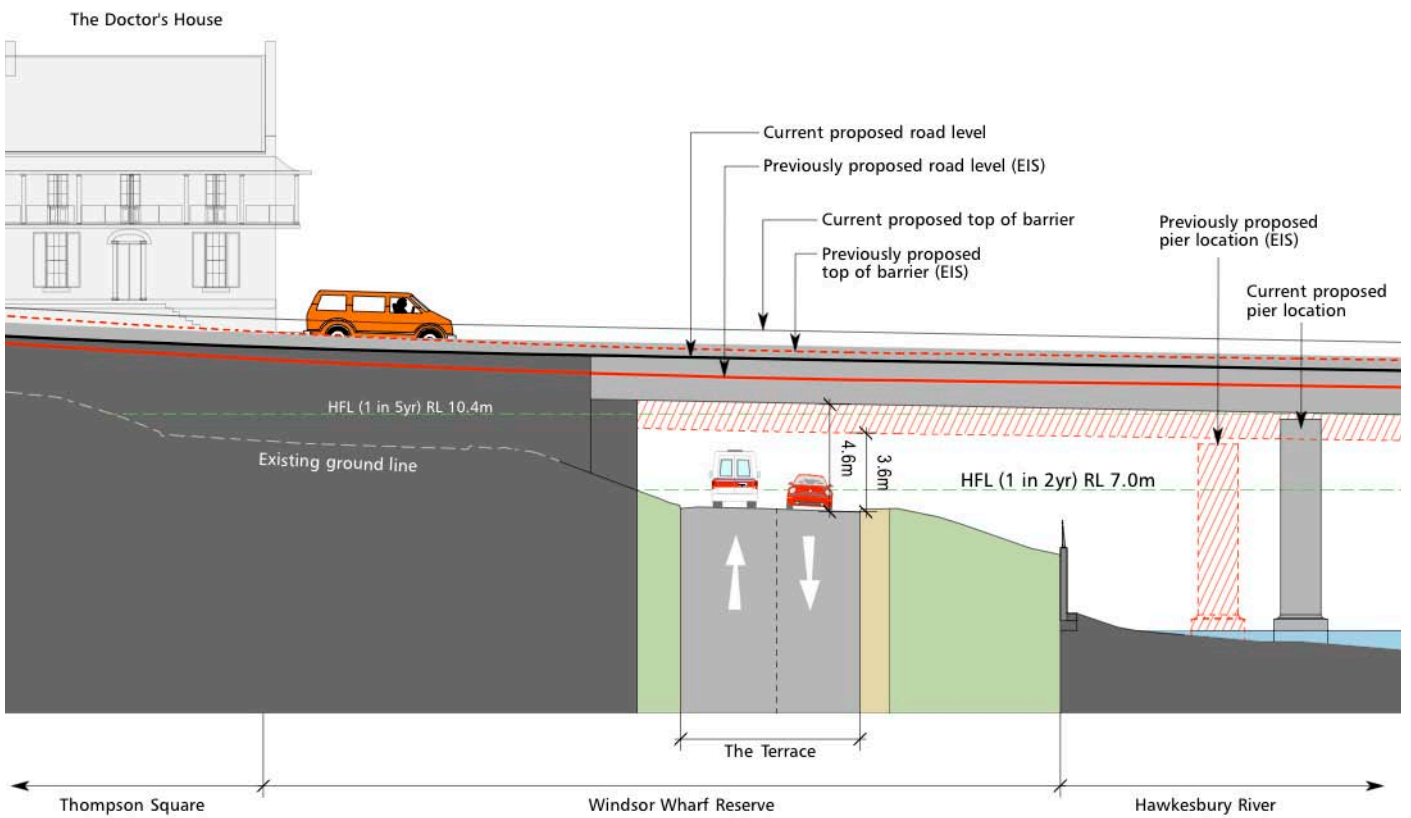 The Doctor's House
Current proposed road level
Previously proposed road level (EIS)
Current proposed top of barrier
Previously proposed
top of barrier (EIS)
Previously proposed
pier location (EIS)
Current proposed
pier location
HFL (1 in 5yr) RL 10.4m
Existing ground line
4.6m
3.6m
HFL (1 in 2yr) RL 7.0m
The Terrace
Thompson Square
Windsor Wharf Reserve
Hawkesbury River